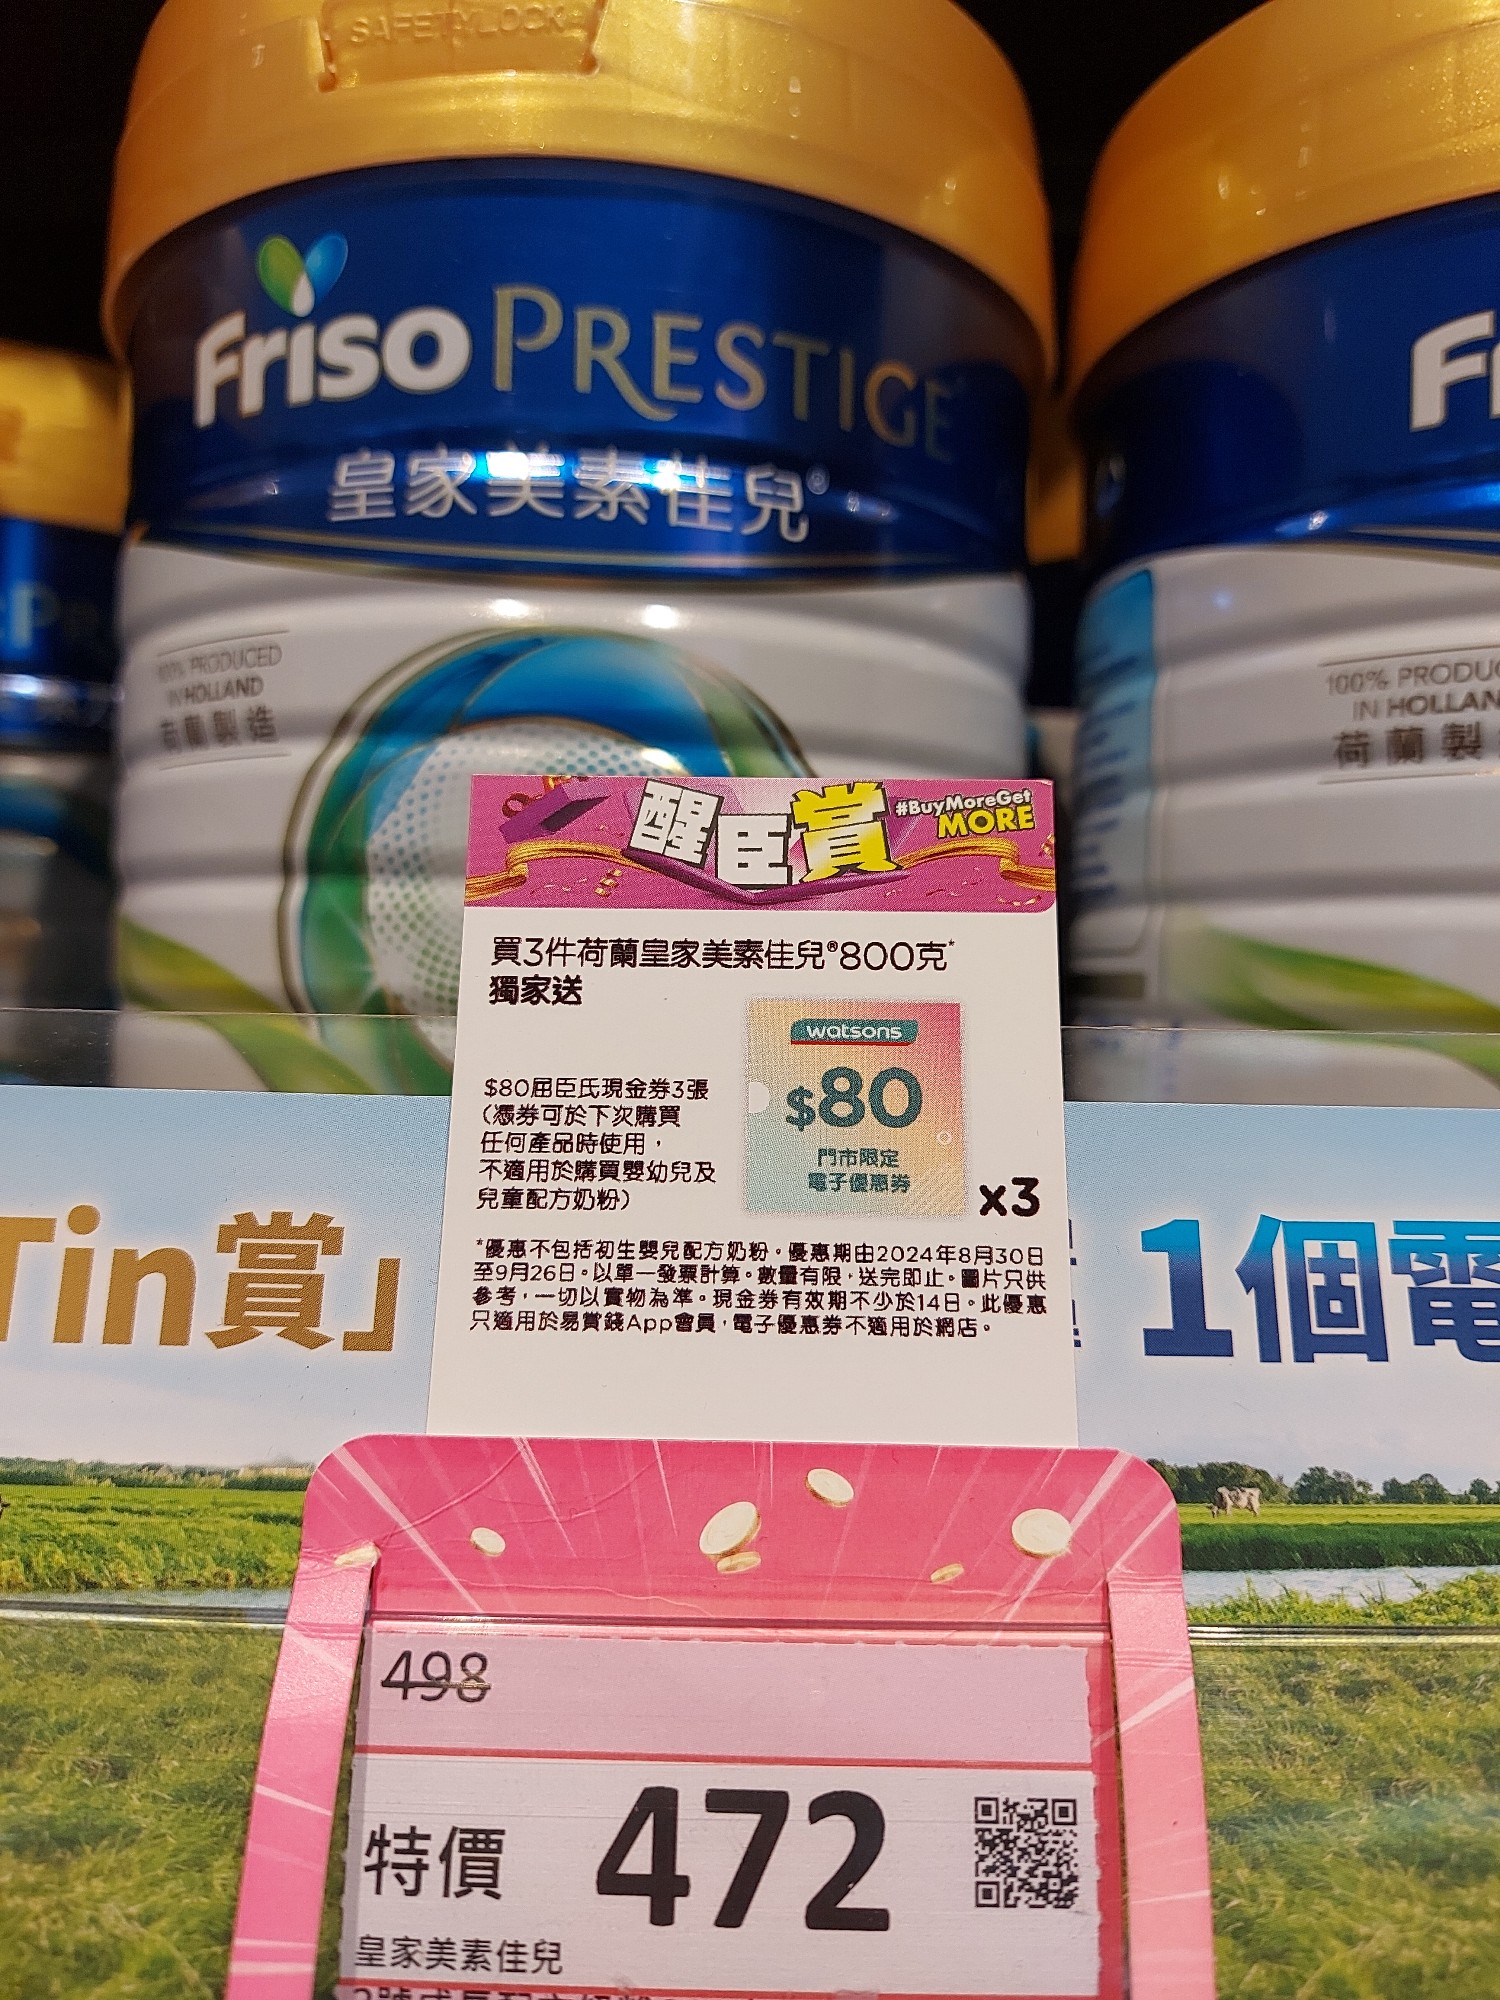 SAFETYLOCK
Friso PRESTIGE
皇家美素佳兒®
100% PRODUCED
IN HOLLAND
荷蘭製造
100% PRODUC
IN HOLLAN
荷蘭製
醒臣賞
#BuyMoreGet
MORE
買3件荷蘭皇家美素佳兒®800克*
獨家送
$80屈臣氏現金券3張
(憑券可於下次購買
任何產品時使用，
不適用於購買嬰幼兒及
兒童配方奶粉)
watsons
$80
門市限定
電子優惠券
x3
*優惠不包括初生嬰兒配方奶粉。優惠期由2024年8月30日
至9月26日。以單一發票計算。數量有限，送完即止。圖片只供
參考，一切以實物為準。現金券有效期不少於14日。此優惠
只適用於易賞錢App會員，電子優惠券不適用於網店。
Tin賞」
1個電
498
特價 472
皇家美素佳兒